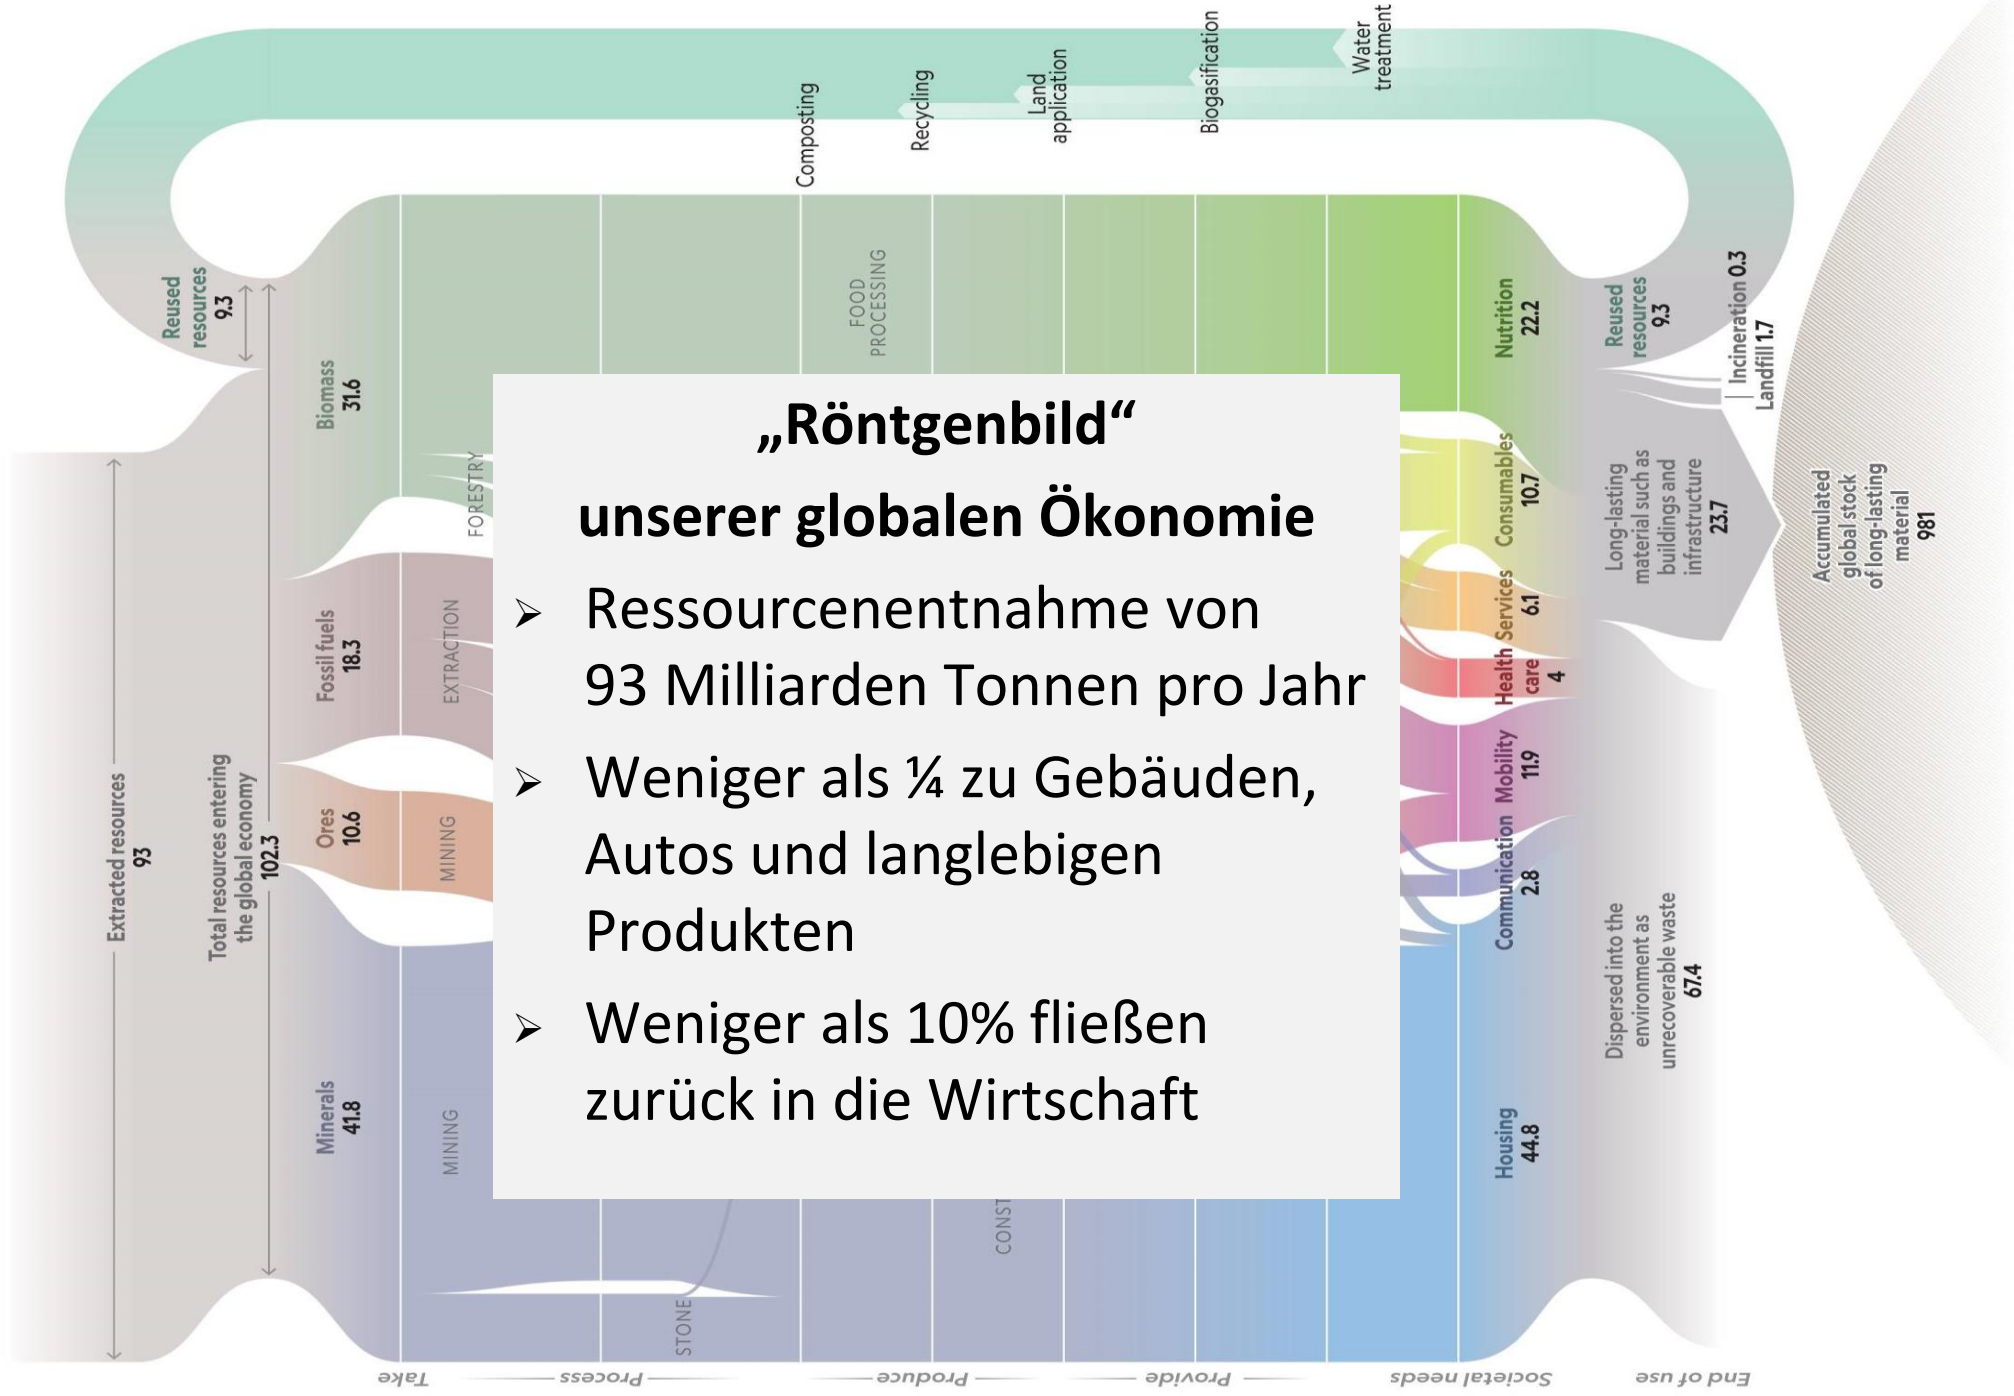 Composting
Recycling
Land
application
Biogasification
Water
treatment
Reused
resources
9.3
Extracted resources
93
Total resources entering
the global economy
102.3
Biomass
31.6
Fossil fuels
18.3
Ores
10.6
Minerals
41.8
FORESTRY
EXTRACTION
MINING
MINING
STONE
FOOD
PROCESSING
CONST
„Röntgenbild“
unserer globalen Ökonomie
➢ Ressourcenentnahme von
93 Milliarden Tonnen pro Jahr
➢ Weniger als ¼ zu Gebäuden,
Autos und langlebigen
Produkten
➢ Weniger als 10% fließen
zurück in die Wirtschaft
Nutrition
22.2
Consumables
10.7
Services
6.1
Health
care
4
Mobility
11.9
Communication
2.8
Housing
44.8
Reused
resources
9.3
Incineration 0.3
Landfill 1.7
Long-lasting
material such as
buildings and
infrastructure
23.7
Dispersed into the
environment as
unrecoverable waste
67.4
Accumulated
global stock
of long-lasting
material
981
Take
Process
Produce
Provide
Societal needs
End of use